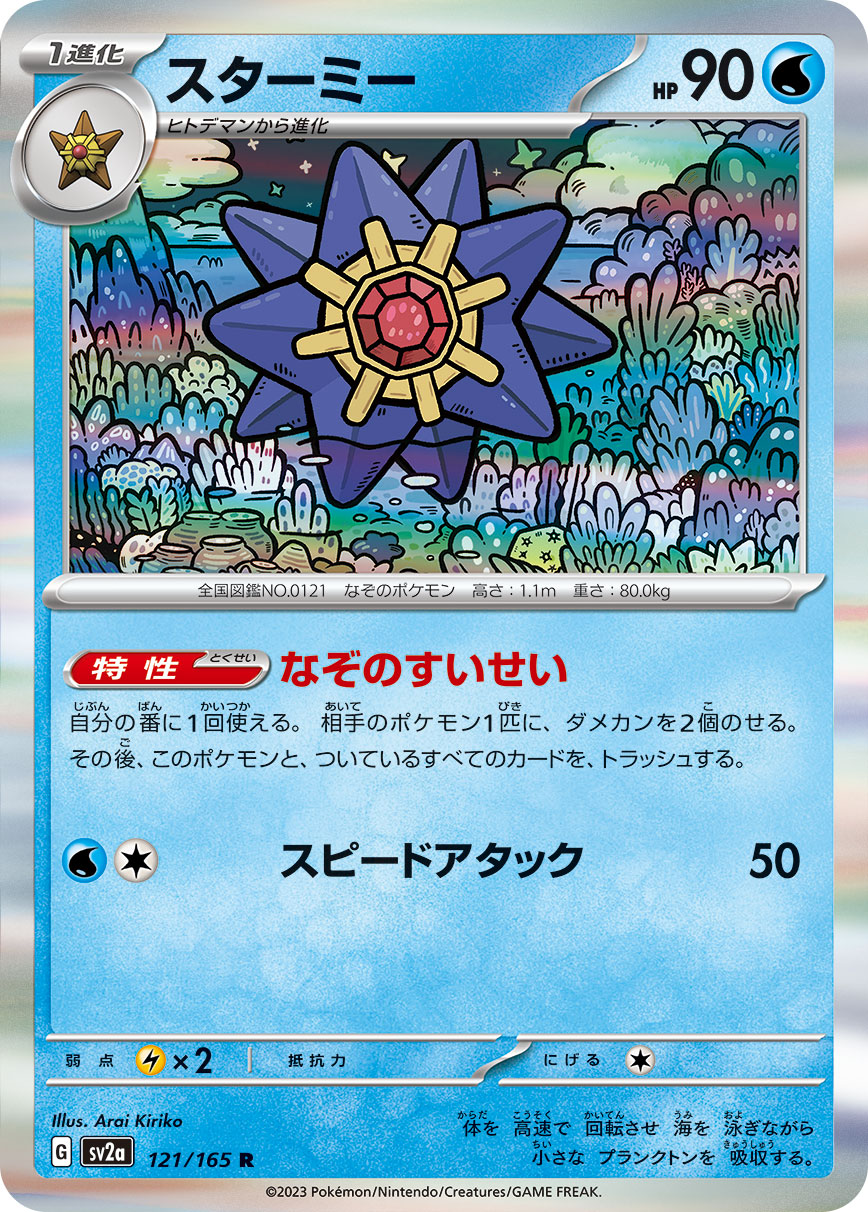 1進化
スターミー
HP 90
ヒトデマンから進化
全国図鑑NO.0121 なぞのポケモン 高さ：1.1m 重さ：80.0kg
特性 とくせい なぞのすいせい
じぶん ばん かいつか あいて びき こ
自分の番に1回使える。相手のポケモン1匹に、ダメカンを2個のせる。
ご
その後、このポケモンと、ついているすべてのカードを、トラッシュする。
スピードアタック 50
弱点 ×2 抵抗力 にげる
Illus. Arai Kiriko
からだ こうそく かいてん うみ およ
体を 高速で 回転させ 海を 泳ぎながら
ちい きゅうしゅう
小さな プランクトンを 吸収する。
G sv2a 121/165 R
©2023 Pokémon/Nintendo/Creatures/GAME FREAK.